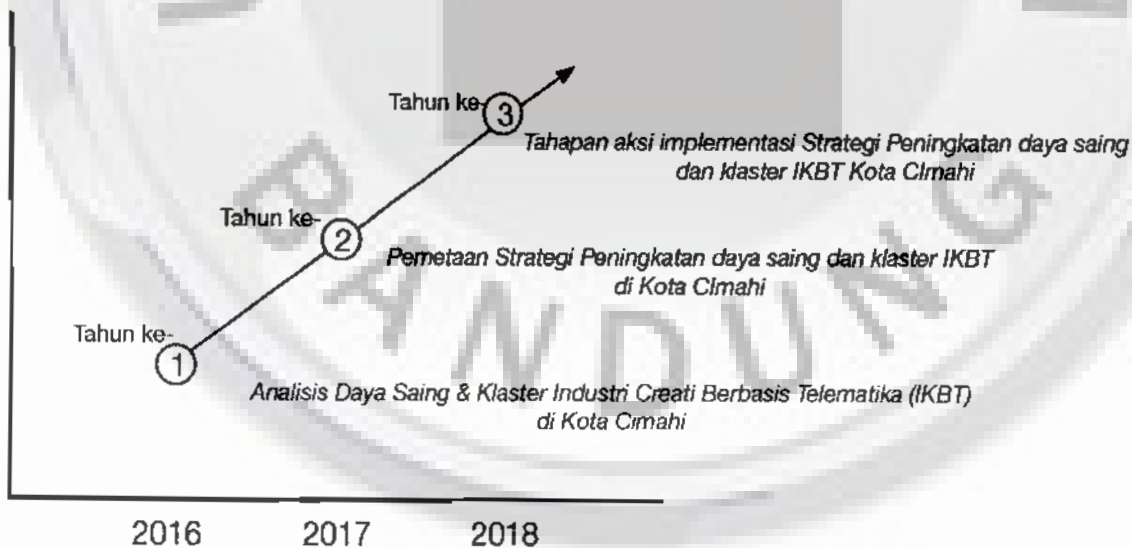 Tahun ke-
3
Tahapan aksi implementasi Strategi Peningkatan daya saing
dan klaster IKBT Kota CImahi
Tahun ke-
2
Pemetaan Strategi Peningkatan daya saing dan klaster IKBT
di Kota CImahi
Tahun ke-
1
Analisis Daya Saing & Klaster Industri Creati Berbasis Telematika (IKBT)
di Kota Cimahi
2016 2017 2018
BANDUNG